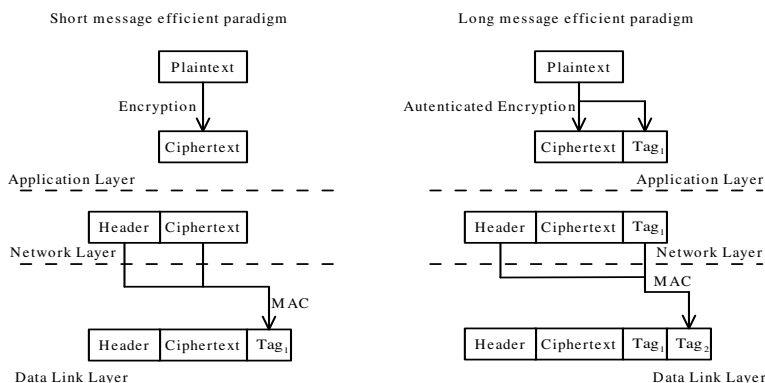 Short message efficient paradigm
Plaintext
Encryption
Ciphertext
Application Layer
Header Ciphertext
Network Layer
MAC
Header Ciphertext Tag₁
Data Link Layer
Long message efficient paradigm
Plaintext
Autenticated Encryption
Ciphertext Tag₁
Application Layer
Header Ciphertext Tag₁
Network Layer
MAC
Header Ciphertext Tag₁ Tag₂
Data Link Layer